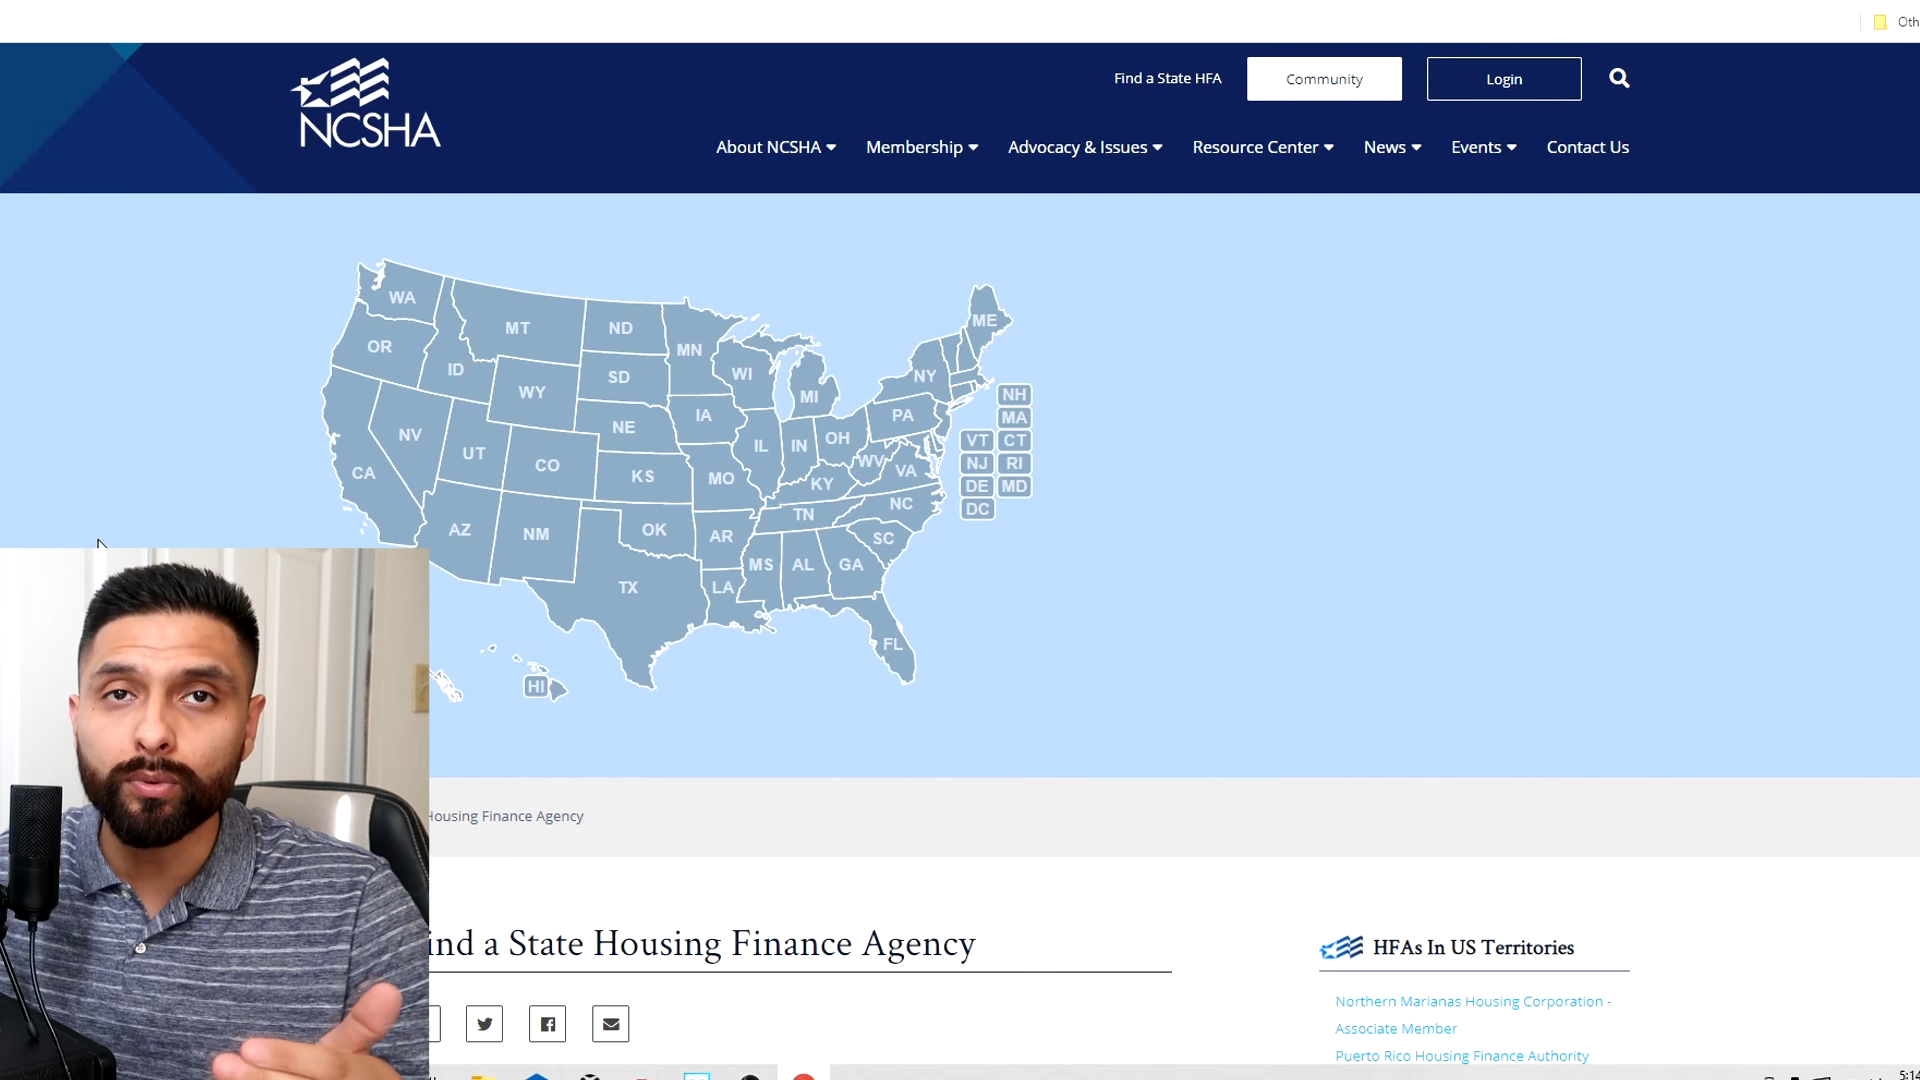 Oth
NCSHA
Find a State HFA
Community
Login
About NCSHA
Membership
Advocacy & Issues
Resource Center
News
Events
Contact Us
WA
MT
ND
MN
ME
OR
ID
WY
SD
WI
MI
NY
NH
MA
NV
UT
CO
NE
IA
IL
IN
OH
PA
VT
CT
NJ
RI
CA
KS
MO
KY
WV
VA
DE
MD
DC
AZ
NM
OK
AR
TN
NC
SC
TX
LA
MS
AL
GA
FL
HI
Housing Finance Agency
ind a State Housing Finance Agency
HFAs In US Territories
Northern Marianas Housing Corporation -
Associate Member
Puerto Rico Housing Finance Authority
5:14